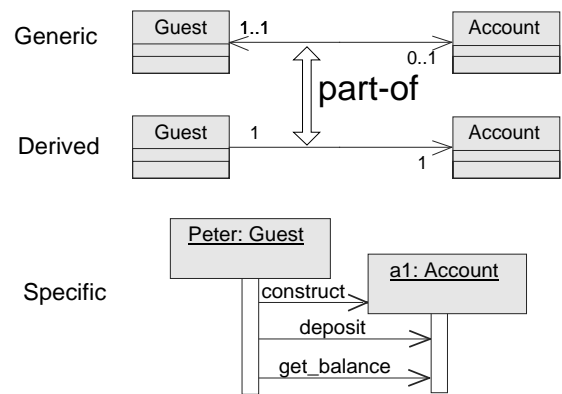 Generic
Guest
1..1
0..1
Account
part-of
Derived
Guest
1
1
Account
Specific
Peter: Guest
a1: Account
construct
deposit
get_balance